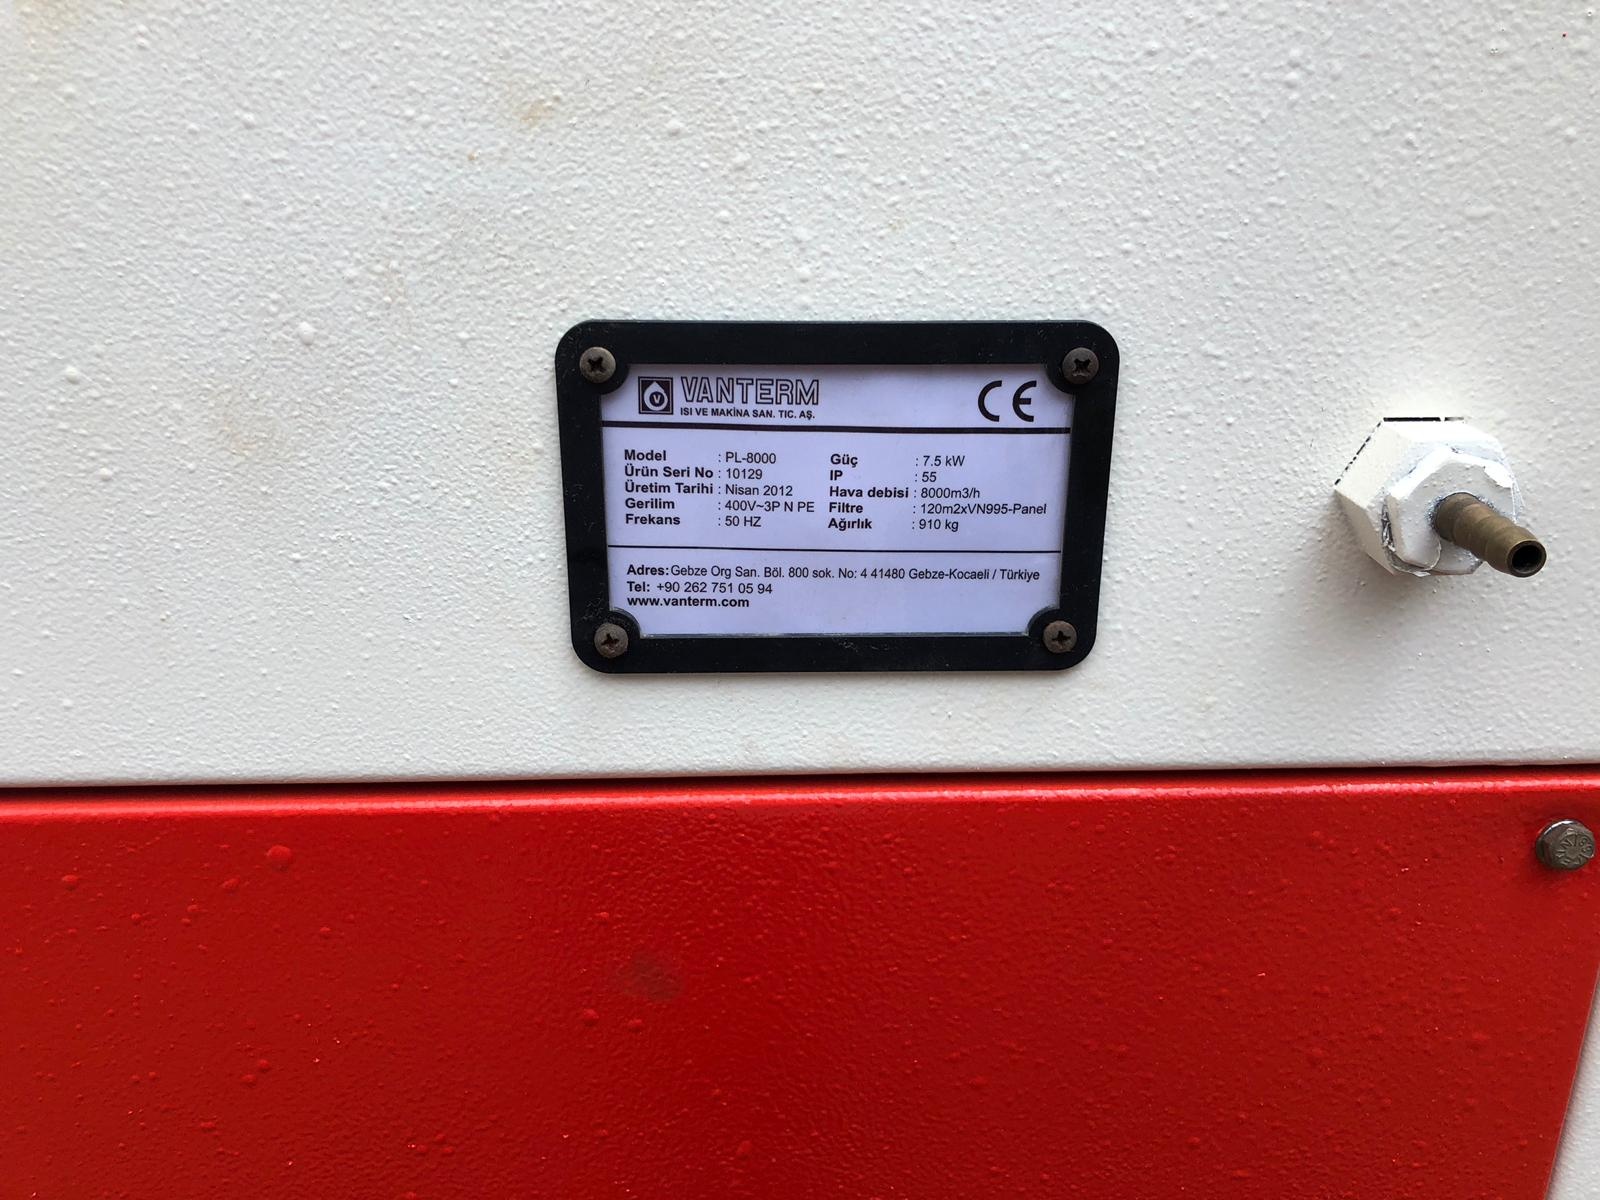 V VANTERM
ISI VE MAKİNA SAN. TIC. AŞ.
CE
Model : PL-8000
Ürün Seri No : 10129
Üretim Tarihi : Nisan 2012
Gerilim : 400V~3P N PE
Frekans : 50 HZ
Güç : 7.5 kW
IP : 55
Hava debisi : 8000m3/h
Filtre : 120m2xVN995-Panel
Ağırlık : 910 kg
Adres: Gebze Org San. Böl. 800 sok. No: 4 41480 Gebze-Kocaeli / Türkiye
Tel: +90 262 751 05 94
www.vanterm.com